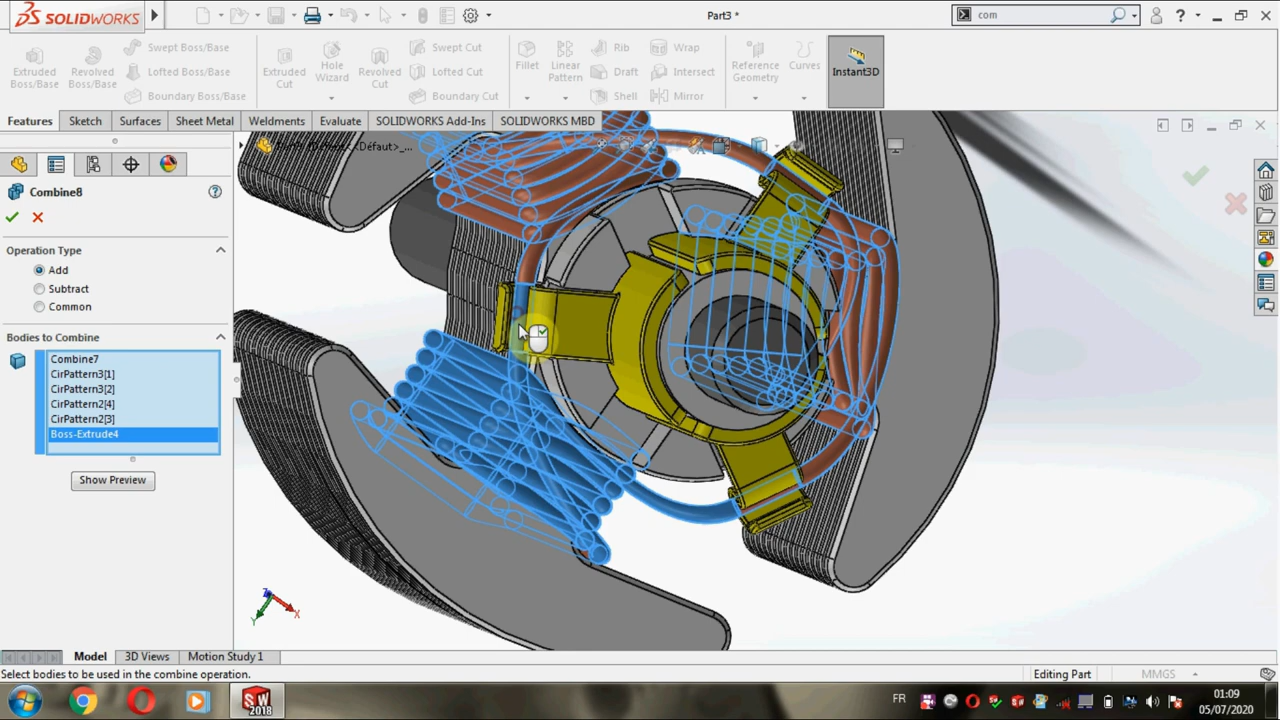 SOLIDWORKS
Part3 *
com
?
Extruded Boss/Base
Revolved Boss/Base
Swept Boss/Base
Lofted Boss/Base
Boundary Boss/Base
Extruded Cut
Hole Wizard
Revolved Cut
Swept Cut
Lofted Cut
Boundary Cut
Fillet
Linear Pattern
Rib
Draft
Shell
Wrap
Intersect
Mirror
Reference Geometry
Curves
Instant3D
Features
Sketch
Surfaces
Sheet Metal
Weldments
Evaluate
SOLIDWORKS Add-Ins
SOLIDWORKS MBD
Combine8
Operation Type
Add
Subtract
Common
Bodies to Combine
Combine7
CirPattern3[1]
CirPattern3[2]
CirPattern2[4]
CirPattern2[3]
Boss-Extrude4
Show Preview
Z
X
Y
Model
3D Views
Motion Study 1
Select bodies to be used in the combine operation.
Editing Part
MMGS
SW
2018
FR
01:09
05/07/2020